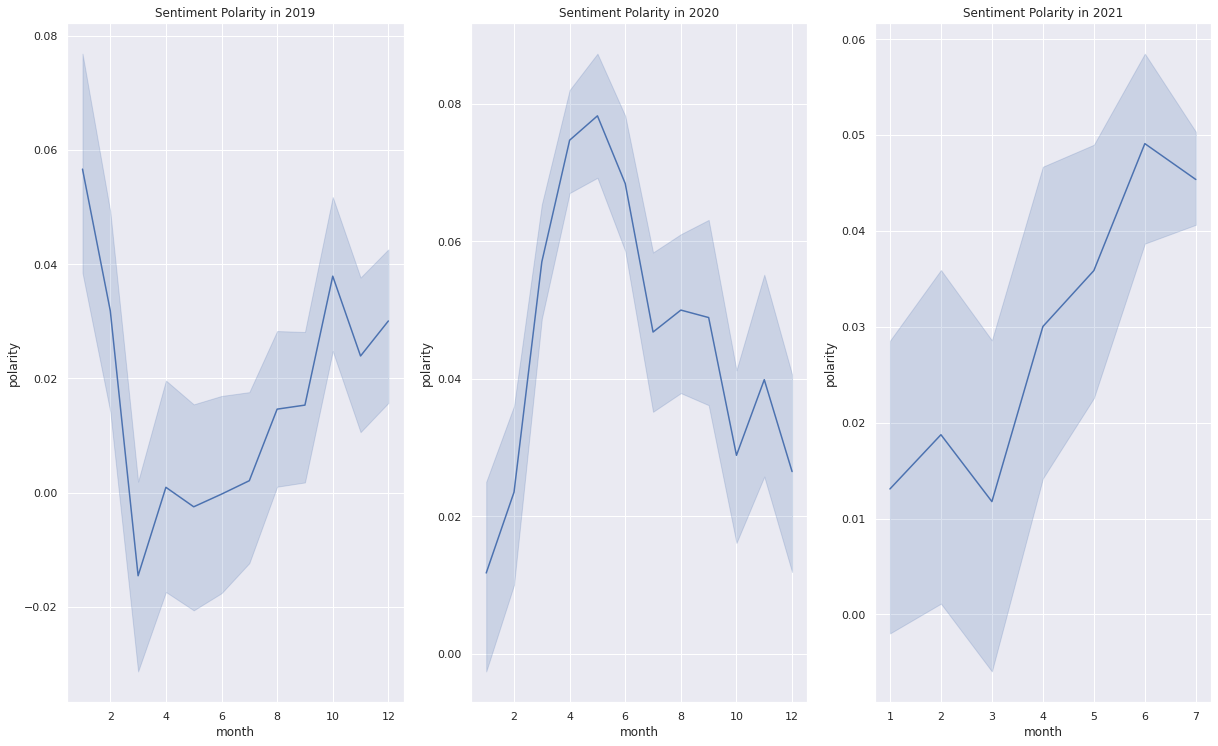 Sentiment Polarity in 2019
0.08
0.06
0.04
0.02
0.00
−0.02
polarity
2 4 6 8 10 12
month
Sentiment Polarity in 2020
0.08
0.06
0.04
0.02
0.00
polarity
2 4 6 8 10 12
month
Sentiment Polarity in 2021
0.06
0.05
0.04
0.03
0.02
0.01
0.00
polarity
1 2 3 4 5 6 7
month